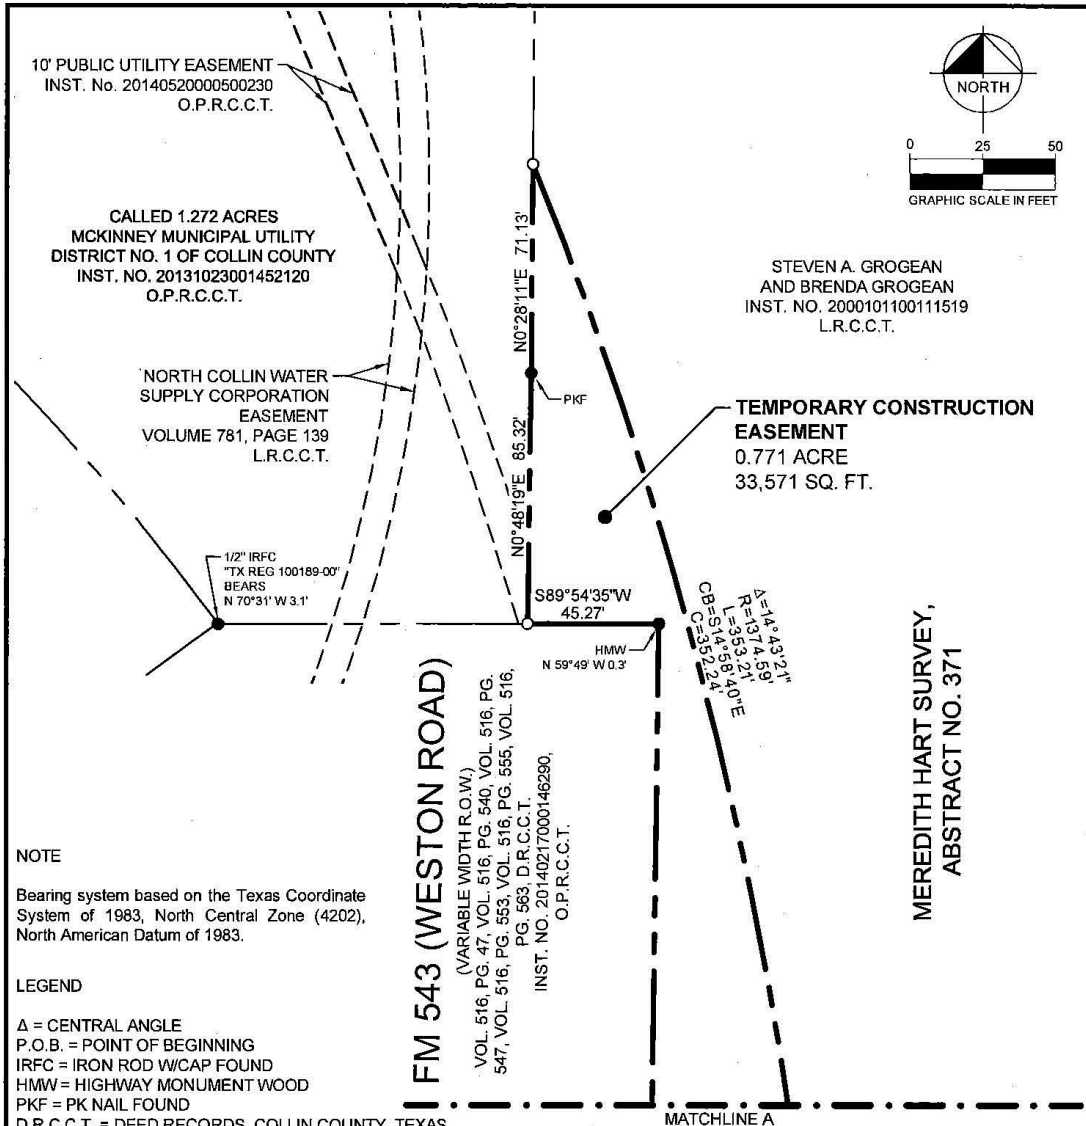 10' PUBLIC UTILITY EASEMENT
INST. No. 20140520000500230
O.P.R.C.C.T.
NORTH
0 25 50
GRAPHIC SCALE IN FEET
CALLED 1.272 ACRES
MCKINNEY MUNICIPAL UTILITY
DISTRICT NO. 1 OF COLLIN COUNTY
INST. NO. 20131023001452120
O.P.R.C.C.T.
STEVEN A. GROGEAN
AND BRENDA GROGEAN
INST. NO. 2000101100111519
L.R.C.C.T.
N0°28'11"E 71.13'
NORTH COLLIN WATER
SUPPLY CORPORATION
EASEMENT
VOLUME 781, PAGE 139
L.R.C.C.T.
PKF
TEMPORARY CONSTRUCTION
EASEMENT
0.771 ACRE
33,571 SQ. FT.
N0°48'19"E 85.32'
1/2" IRFC
"TX REG 100189-00"
BEARS
N 70°31' W 3.1'
S89°54'35"W
45.27'
HMW
N 59°49' W 0.3'
Δ=14°43'21"
R=1374.59'
L=353.21'
CB=S14°58'40"E
C=352.24'
MEREDITH HART SURVEY,
ABSTRACT NO. 371
FM 543 (WESTON ROAD)
(VARIABLE WIDTH R.O.W.)
VOL. 516, PG. 47, VOL. 516, PG. 540, VOL. 516, PG.
547, VOL. 516, PG. 553, VOL. 516, PG. 555, VOL. 516,
PG. 563, D.R.C.C.T.
INST. NO. 20140217000146290,
O.P.R.C.C.T.
NOTE
Bearing system based on the Texas Coordinate
System of 1983, North Central Zone (4202),
North American Datum of 1983.
LEGEND
Δ = CENTRAL ANGLE
P.O.B. = POINT OF BEGINNING
IRFC = IRON ROD W/CAP FOUND
HMW = HIGHWAY MONUMENT WOOD
PKF = PK NAIL FOUND
D.R.C.C.T. = DEED RECORDS, COLLIN COUNTY, TEXAS
MATCHLINE A